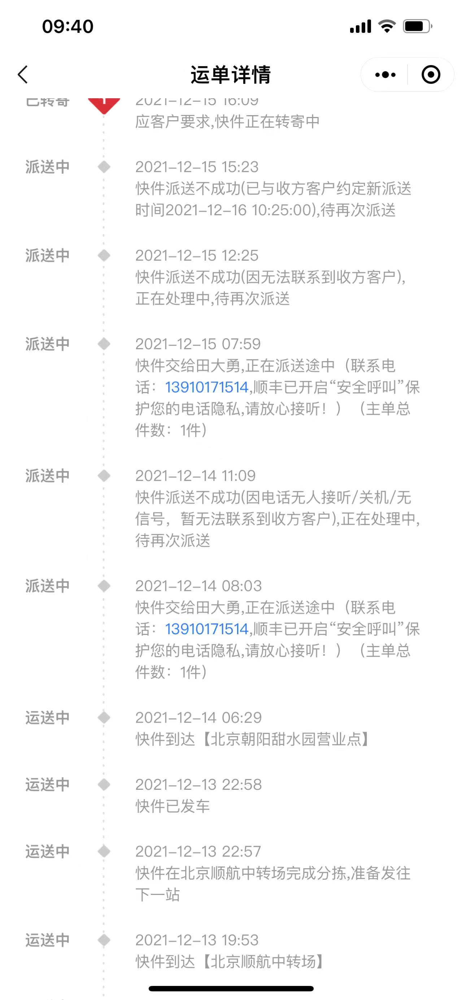 09:40
运单详情
已转寄
2021-12-15 16:09
应客户要求,快件正在转寄中
派送中
2021-12-15 15:23
快件派送不成功(已与收方客户约定新派送
时间2021-12-16 10:25:00),待再次派送
派送中
2021-12-15 12:25
快件派送不成功(因无法联系到收方客户),
正在处理中,待再次派送
派送中
2021-12-15 07:59
快件交给田大勇,正在派送途中（联系电
话：13910171514,顺丰已开启“安全呼叫”保
护您的电话隐私,请放心接听！）（主单总
件数：1件）
派送中
2021-12-14 11:09
快件派送不成功(因电话无人接听/关机/无
信号，暂无法联系到收方客户),正在处理中,
待再次派送
派送中
2021-12-14 08:03
快件交给田大勇,正在派送途中（联系电
话：13910171514,顺丰已开启“安全呼叫”保
护您的电话隐私,请放心接听！）（主单总
件数：1件）
运送中
2021-12-14 06:29
快件到达【北京朝阳甜水园营业点】
运送中
2021-12-13 22:58
快件已发车
运送中
2021-12-13 22:57
快件在北京顺航中转场完成分拣,准备发往
下一站
运送中
2021-12-13 19:53
快件到达【北京顺航中转场】